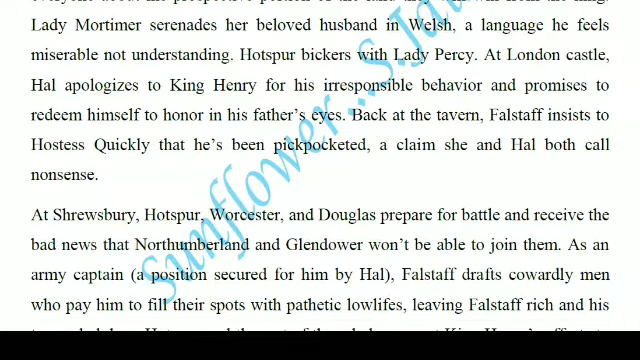 Lady Mortimer serenades her beloved husband in Welsh, a language he feels
miserable not understanding. Hotspur bickers with Lady Percy. At London castle,
Hal apologizes to King Henry for his irresponsible behavior and promises to
redeem himself to honor in his father's eyes. Back at the tavern, Falstaff insists to
Hostess Quickly that he's been pickpocketed, a claim she and Hal both call
nonsense.
At Shrewsbury, Hotspur, Worcester, and Douglas prepare for battle and receive the
bad news that Northumberland and Glendower won't be able to join them. As an
army captain (a position secured for him by Hal), Falstaff drafts cowardly men
who pay him to fill their spots with pathetic lowlifes, leaving Falstaff rich and his
Sunflower...S.J